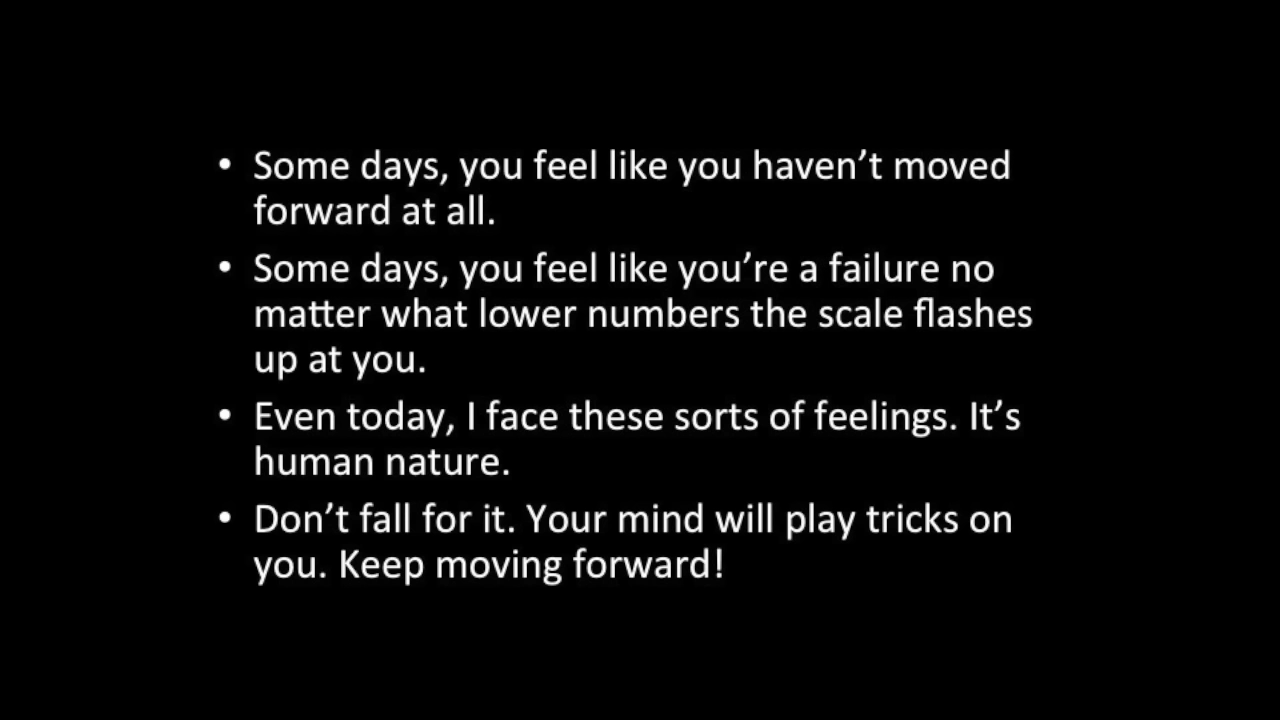 • Some days, you feel like you haven’t moved
forward at all.
• Some days, you feel like you’re a failure no
matter what lower numbers the scale flashes
up at you.
• Even today, I face these sorts of feelings. It’s
human nature.
• Don’t fall for it. Your mind will play tricks on
you. Keep moving forward!